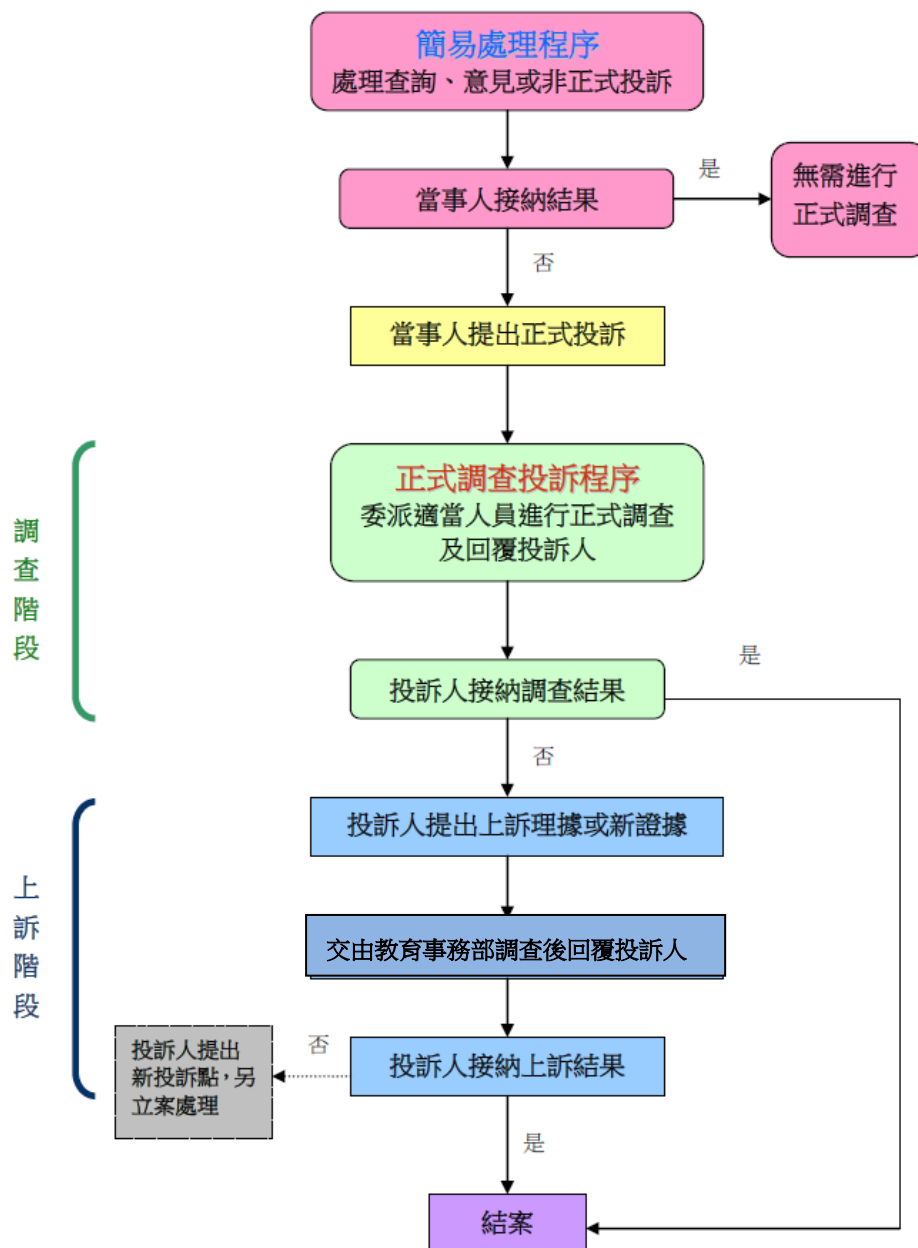 簡易處理程序
處理查詢、意見或非正式投訴
當事人接納結果
是
無需進行
正式調查
否
當事人提出正式投訴
調
查
階
段
正式調查投訴程序
委派適當人員進行正式調查
及回覆投訴人
投訴人接納調查結果
是
否
上
訴
階
段
投訴人提出上訴理據或新證據
交由教育事務部調查後回覆投訴人
投訴人接納上訴結果
否
投訴人提出
新投訴點，另
立案處理
是
結案